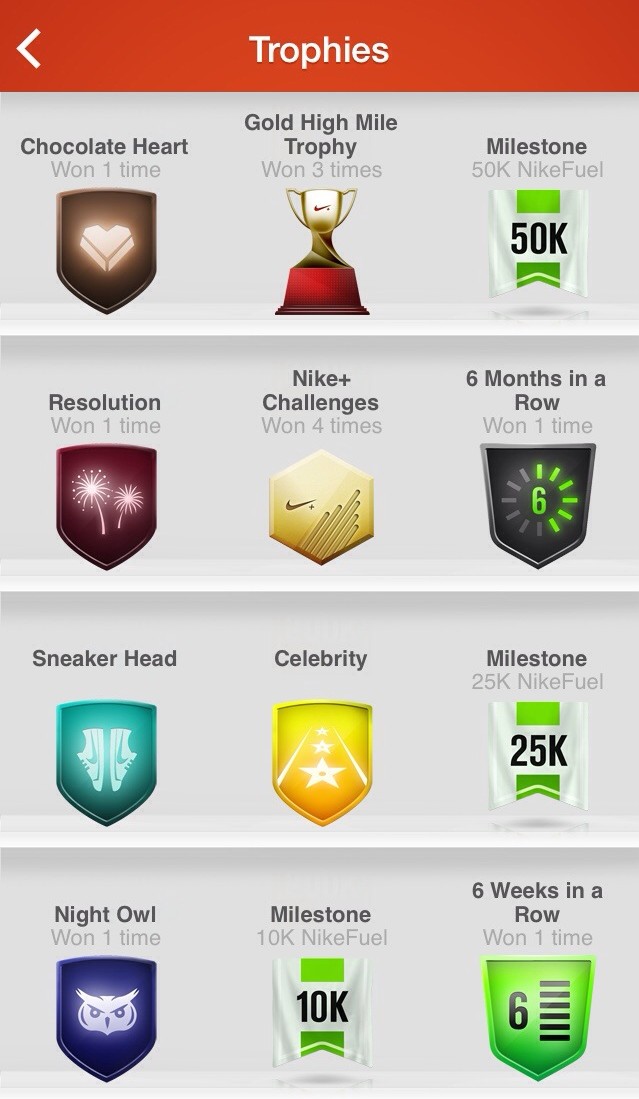 Trophies
Chocolate Heart
Won 1 time
Gold High Mile
Trophy
Won 3 times
Milestone
50K NikeFuel
50K
Resolution
Won 1 time
Nike+
Challenges
Won 4 times
6 Months in a
Row
Won 1 time
+
6
Sneaker Head
Celebrity
Milestone
25K NikeFuel
25K
Night Owl
Won 1 time
Milestone
10K NikeFuel
10K
6 Weeks in a
Row
Won 1 time
6